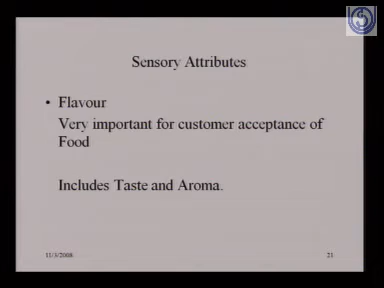 Sensory Attributes
• Flavour
Very important for customer acceptance of
Food
Includes Taste and Aroma.
11/3/2008
21